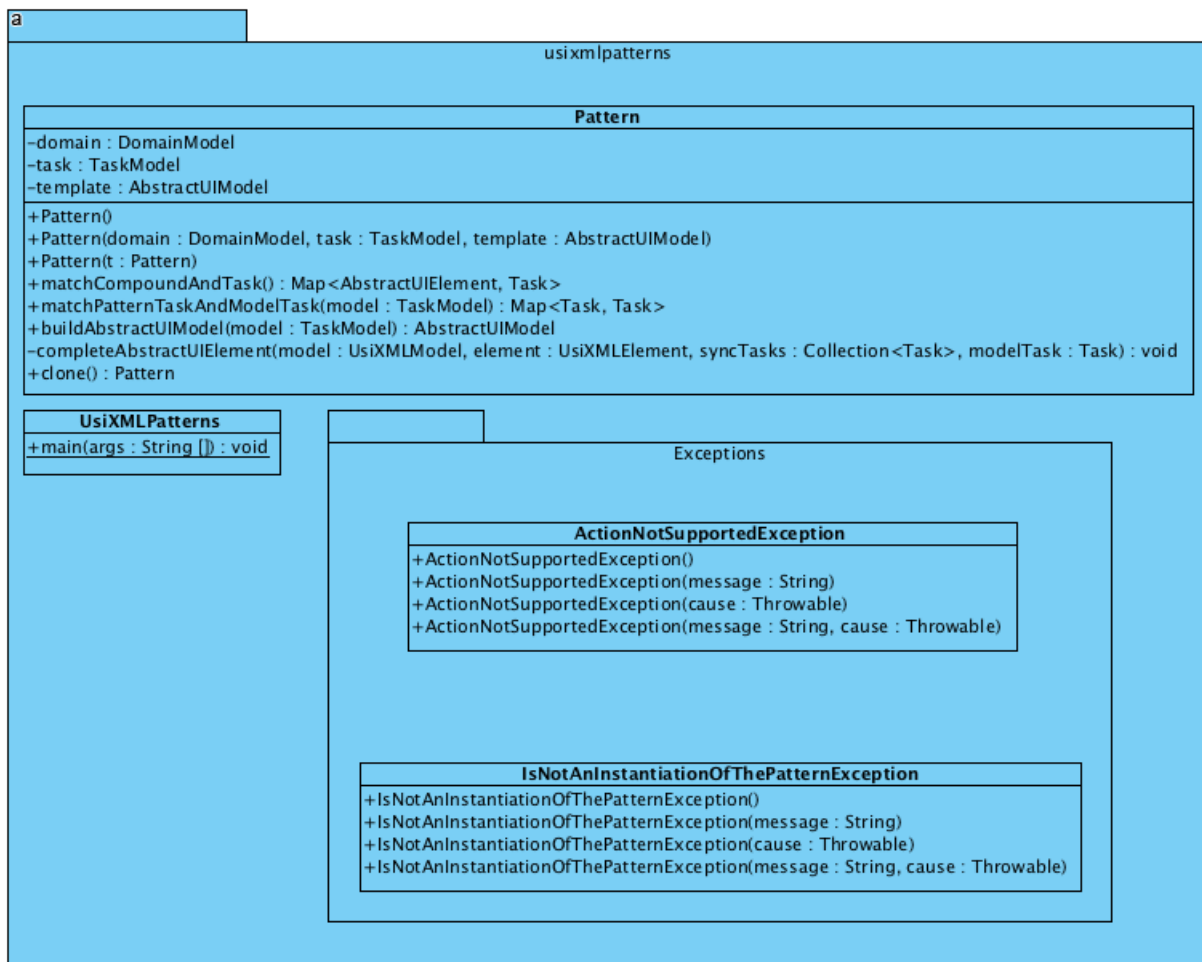 a
usixmlpatterns
Pattern
-domain : DomainModel
-task : TaskModel
-template : AbstractUIModel
+Pattern()
+Pattern(domain : DomainModel, task : TaskModel, template : AbstractUIModel)
+Pattern(t : Pattern)
+matchCompoundAndTask() : Map<AbstractUIElement, Task>
+matchPatternTaskAndModelTask(model : TaskModel) : Map<Task, Task>
+buildAbstractUIModel(model : TaskModel) : AbstractUIModel
-completeAbstractUIElement(model : UsiXMLModel, element : UsiXMLElement, syncTasks : Collection<Task>, modelTask : Task) : void
+clone() : Pattern
UsiXMLPatterns
+main(args : String []) : void
Exceptions
ActionNotSupportedException
+ActionNotSupportedException()
+ActionNotSupportedException(message : String)
+ActionNotSupportedException(cause : Throwable)
+ActionNotSupportedException(message : String, cause : Throwable)
IsNotAnInstantiationOfThePatternException
+IsNotAnInstantiationOfThePatternException()
+IsNotAnInstantiationOfThePatternException(message : String)
+IsNotAnInstantiationOfThePatternException(cause : Throwable)
+IsNotAnInstantiationOfThePatternException(message : String, cause : Throwable)